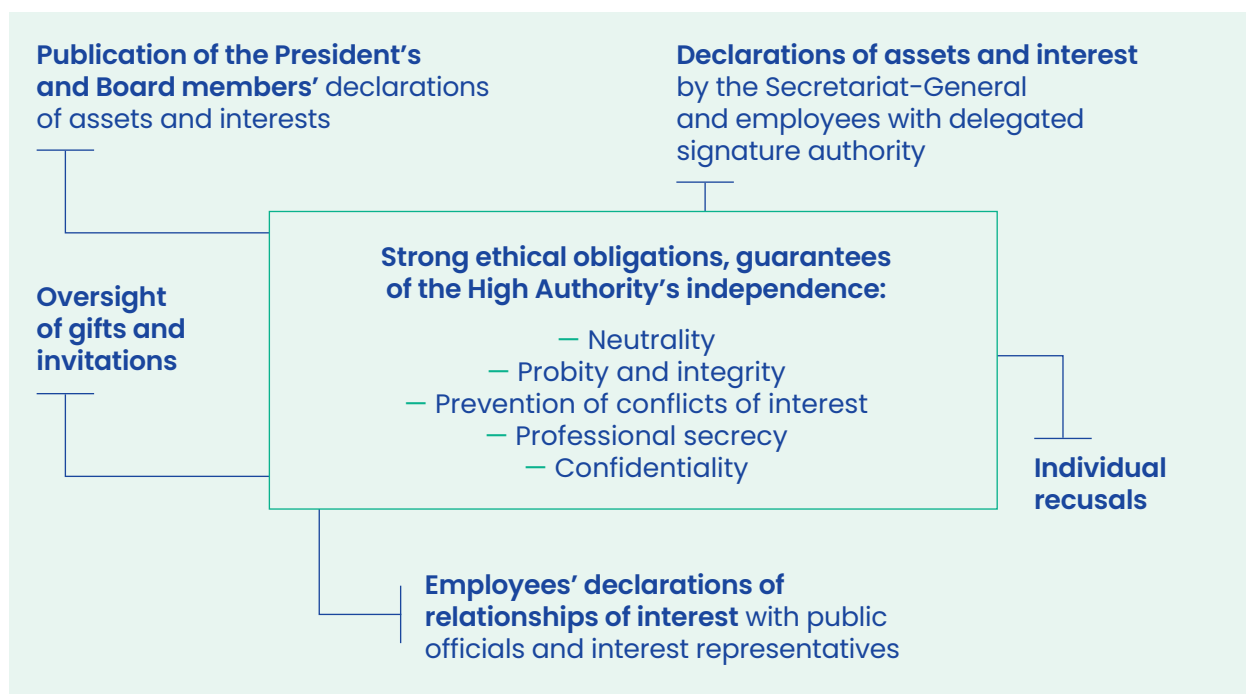 Publication of the President’s
and Board members’ declarations
of assets and interests
Declarations of assets and interest
by the Secretariat-General
and employees with delegated
signature authority
Strong ethical obligations, guarantees
of the High Authority’s independence:
— Neutrality
— Probity and integrity
— Prevention of conflicts of interest
— Professional secrecy
— Confidentiality
Oversight
of gifts and
invitations
Individual
recusals
Employees’ declarations of
relationships of interest with public
officials and interest representatives